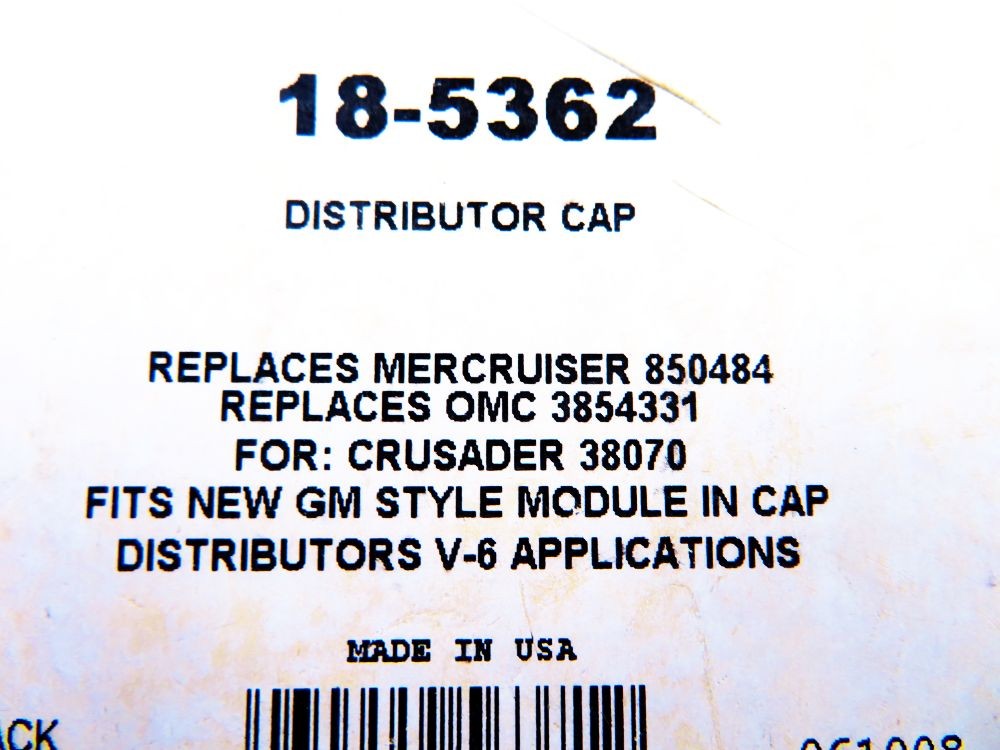 18-5362
DISTRIBUTOR CAP
REPLACES MERCRUISER 850484
REPLACES OMC 3854331
FOR: CRUSADER 38070
FITS NEW GM STYLE MODULE IN CAP
DISTRIBUTORS V-6 APPLICATIONS
MADE IN USA